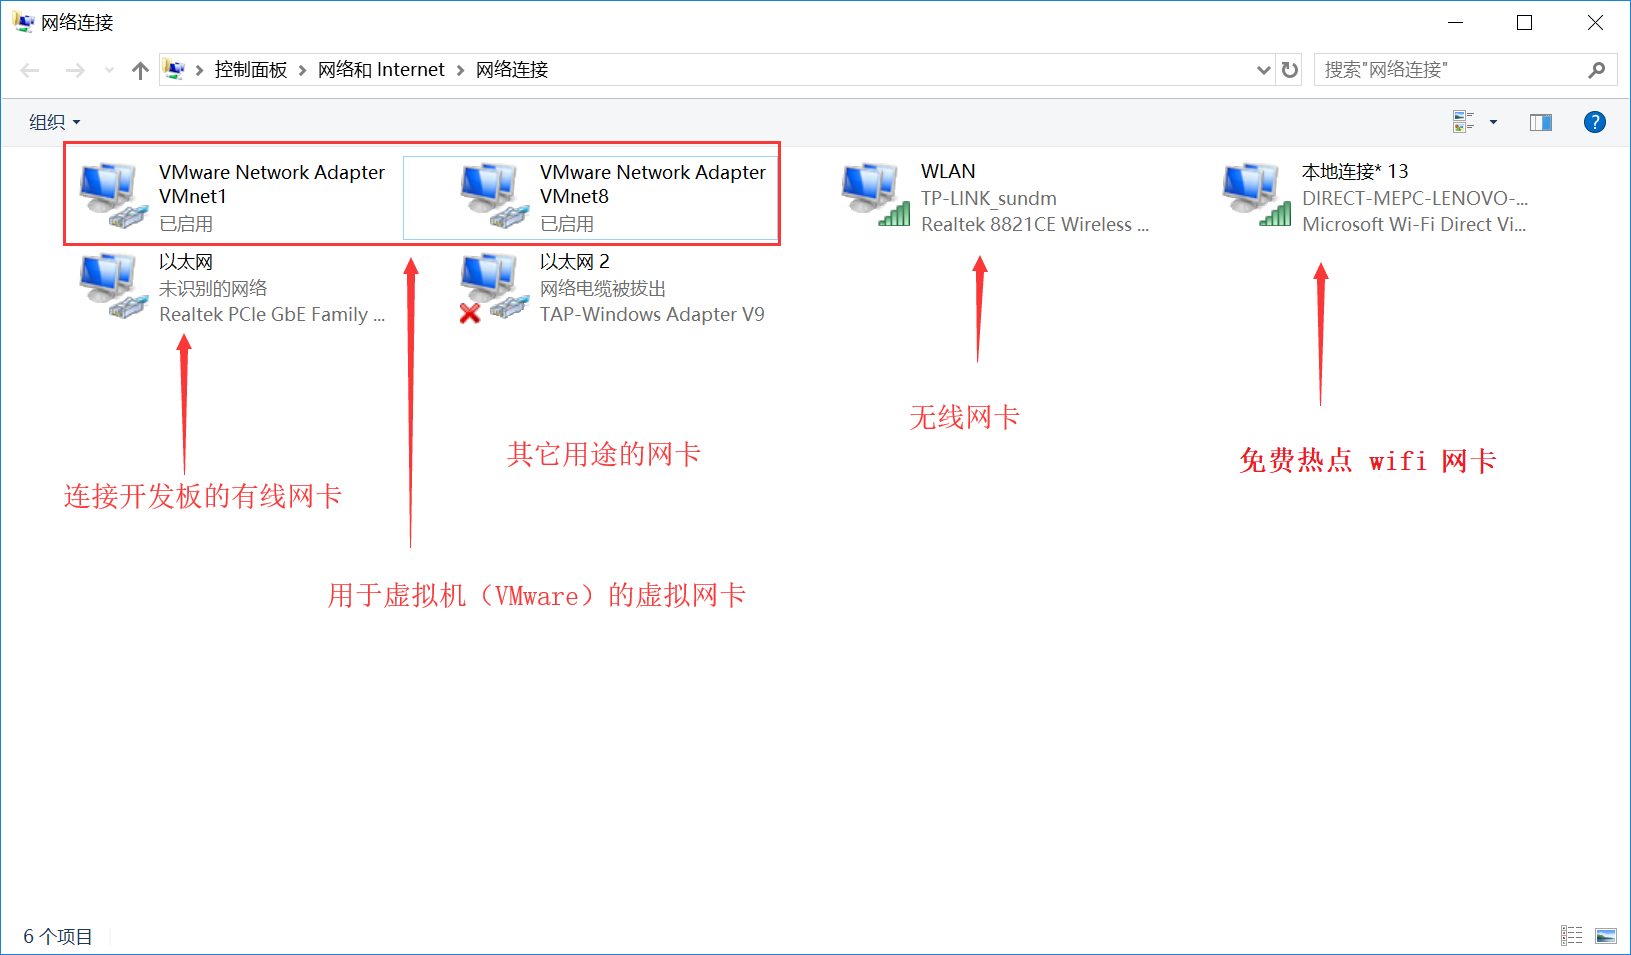 网络连接
控制面板 网络和 Internet 网络连接
搜索"网络连接"
组织
VMware Network Adapter
VMnet1
已启用
VMware Network Adapter
VMnet8
已启用
WLAN
TP-LINK_sundm
Realtek 8821CE Wireless ...
本地连接* 13
DIRECT-MEPC-LENOVO-...
Microsoft Wi-Fi Direct Vi...
以太网
未识别的网络
Realtek PCIe GbE Family ...
以太网 2
网络电缆被拔出
TAP-Windows Adapter V9
无线网卡
其它用途的网卡
免费热点 wifi 网卡
连接开发板的有线网卡
用于虚拟机（VMware）的虚拟网卡
6 个项目